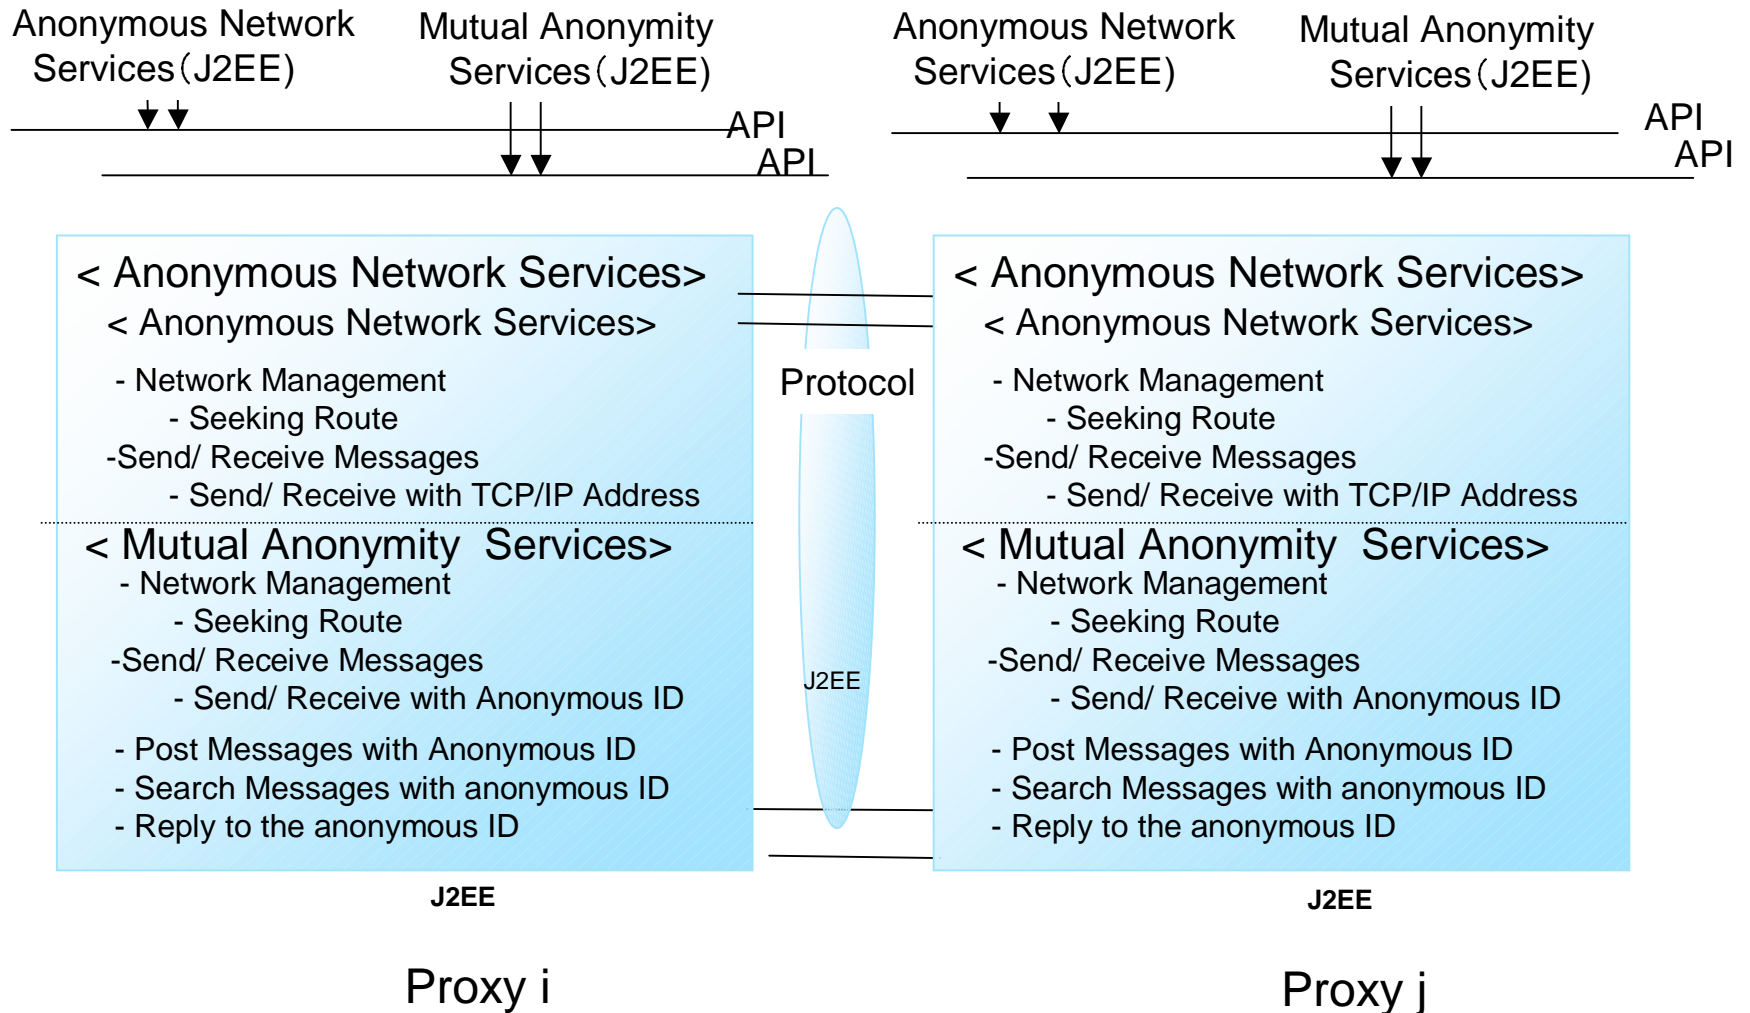 Anonymous Network
Services(J2EE)
Mutual Anonymity
Services(J2EE)
API
API
Anonymous Network
Services(J2EE)
Mutual Anonymity
Services(J2EE)
API
API
< Anonymous Network Services>
< Anonymous Network Services>
- Network Management
- Seeking Route
-Send/ Receive Messages
- Send/ Receive with TCP/IP Address
< Mutual Anonymity  Services>
- Network Management
- Seeking Route
-Send/ Receive Messages
- Send/ Receive with Anonymous ID
- Post Messages with Anonymous ID
- Search Messages with anonymous ID
- Reply to the anonymous ID
J2EE
Proxy i
Protocol
J2EE
< Anonymous Network Services>
< Anonymous Network Services>
- Network Management
- Seeking Route
-Send/ Receive Messages
- Send/ Receive with TCP/IP Address
< Mutual Anonymity  Services>
- Network Management
- Seeking Route
-Send/ Receive Messages
- Send/ Receive with Anonymous ID
- Post Messages with Anonymous ID
- Search Messages with anonymous ID
- Reply to the anonymous ID
J2EE
Proxy j